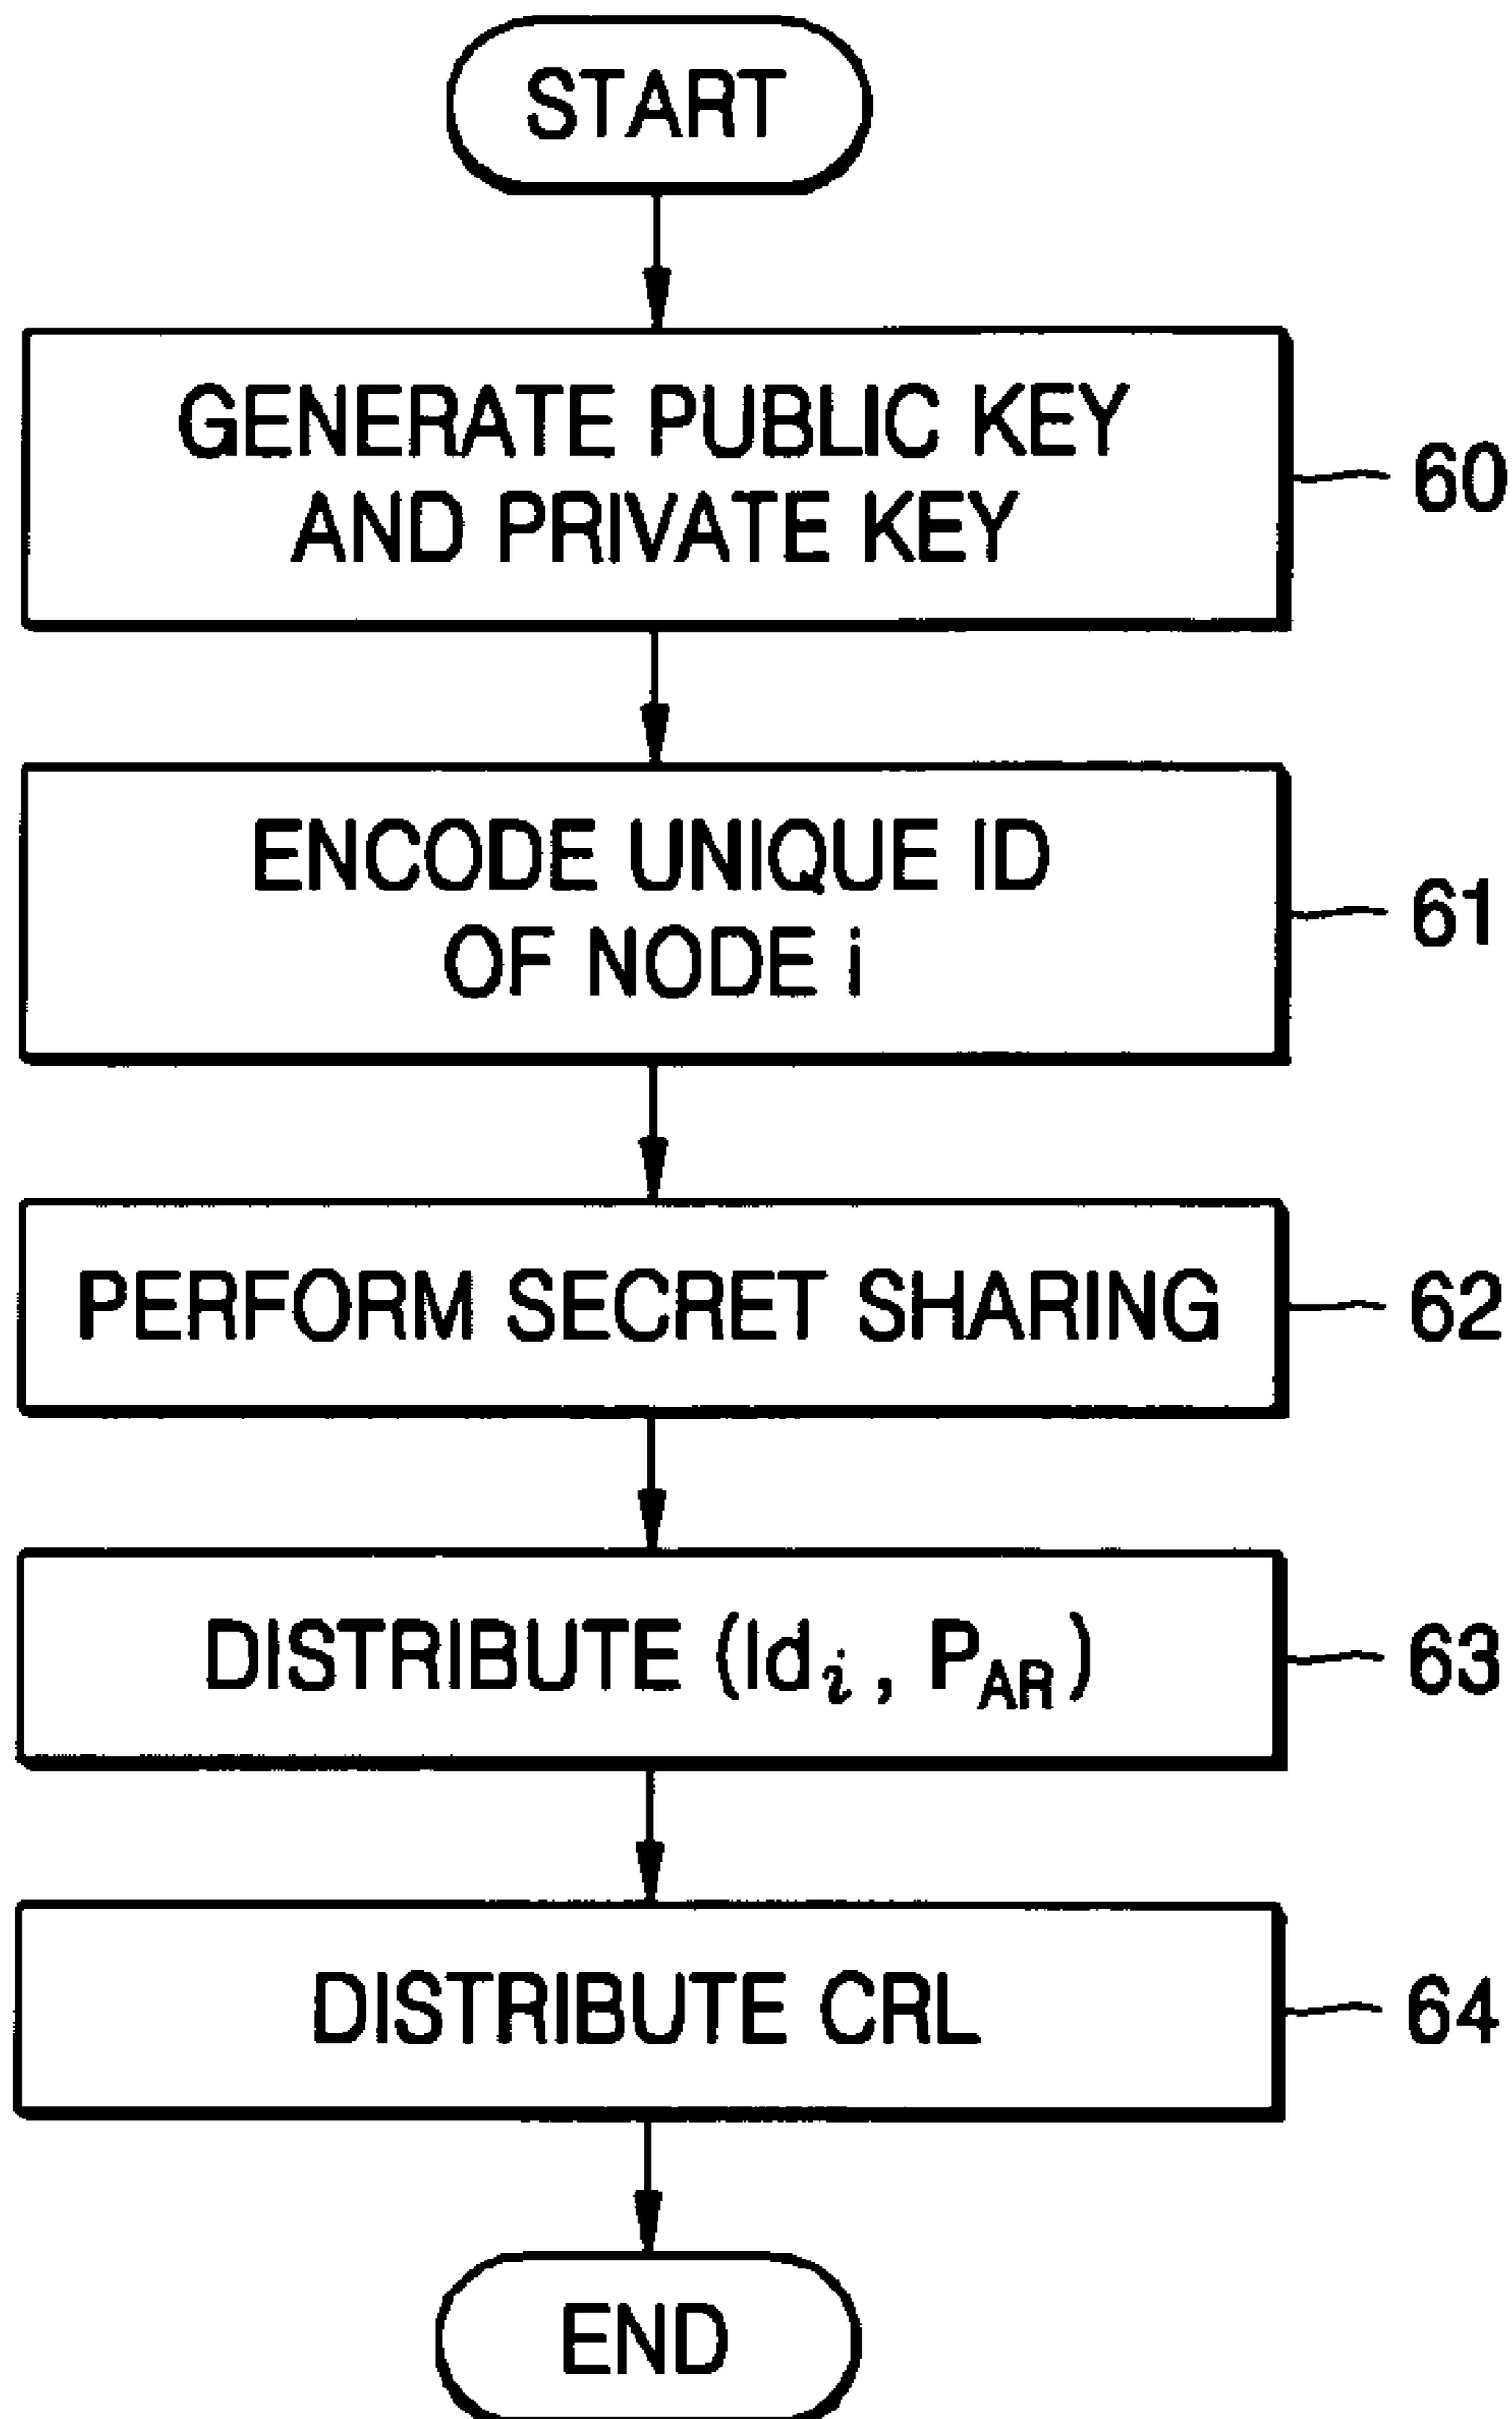 START
GENERATE PUBLIC KEY
AND PRIVATE KEY
60
ENCODE UNIQUE ID
OF NODE i
61
PERFORM SECRET SHARING
62
DISTRIBUTE (Id i, PAR)
63
DISTRIBUTE CRL
64
END